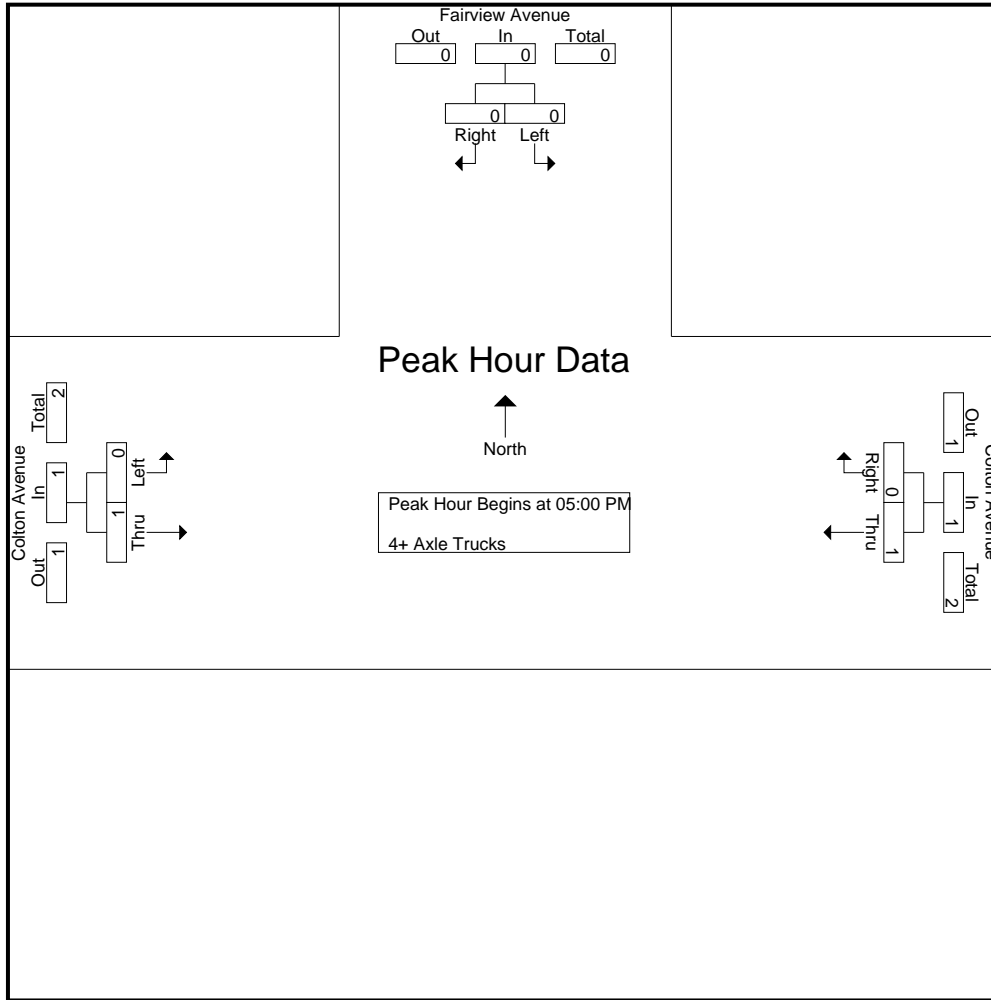 Fairview Avenue
Out In Total
0 0 0
0 0
Right Left
Peak Hour Data
North
Peak Hour Begins at 05:00 PM
4+ Axle Trucks
Colton Avenue
Out In Total
1 1 2
Thru Left
1 0
Colton Avenue
Out In Total
1 1 2
Right Thru
0 1